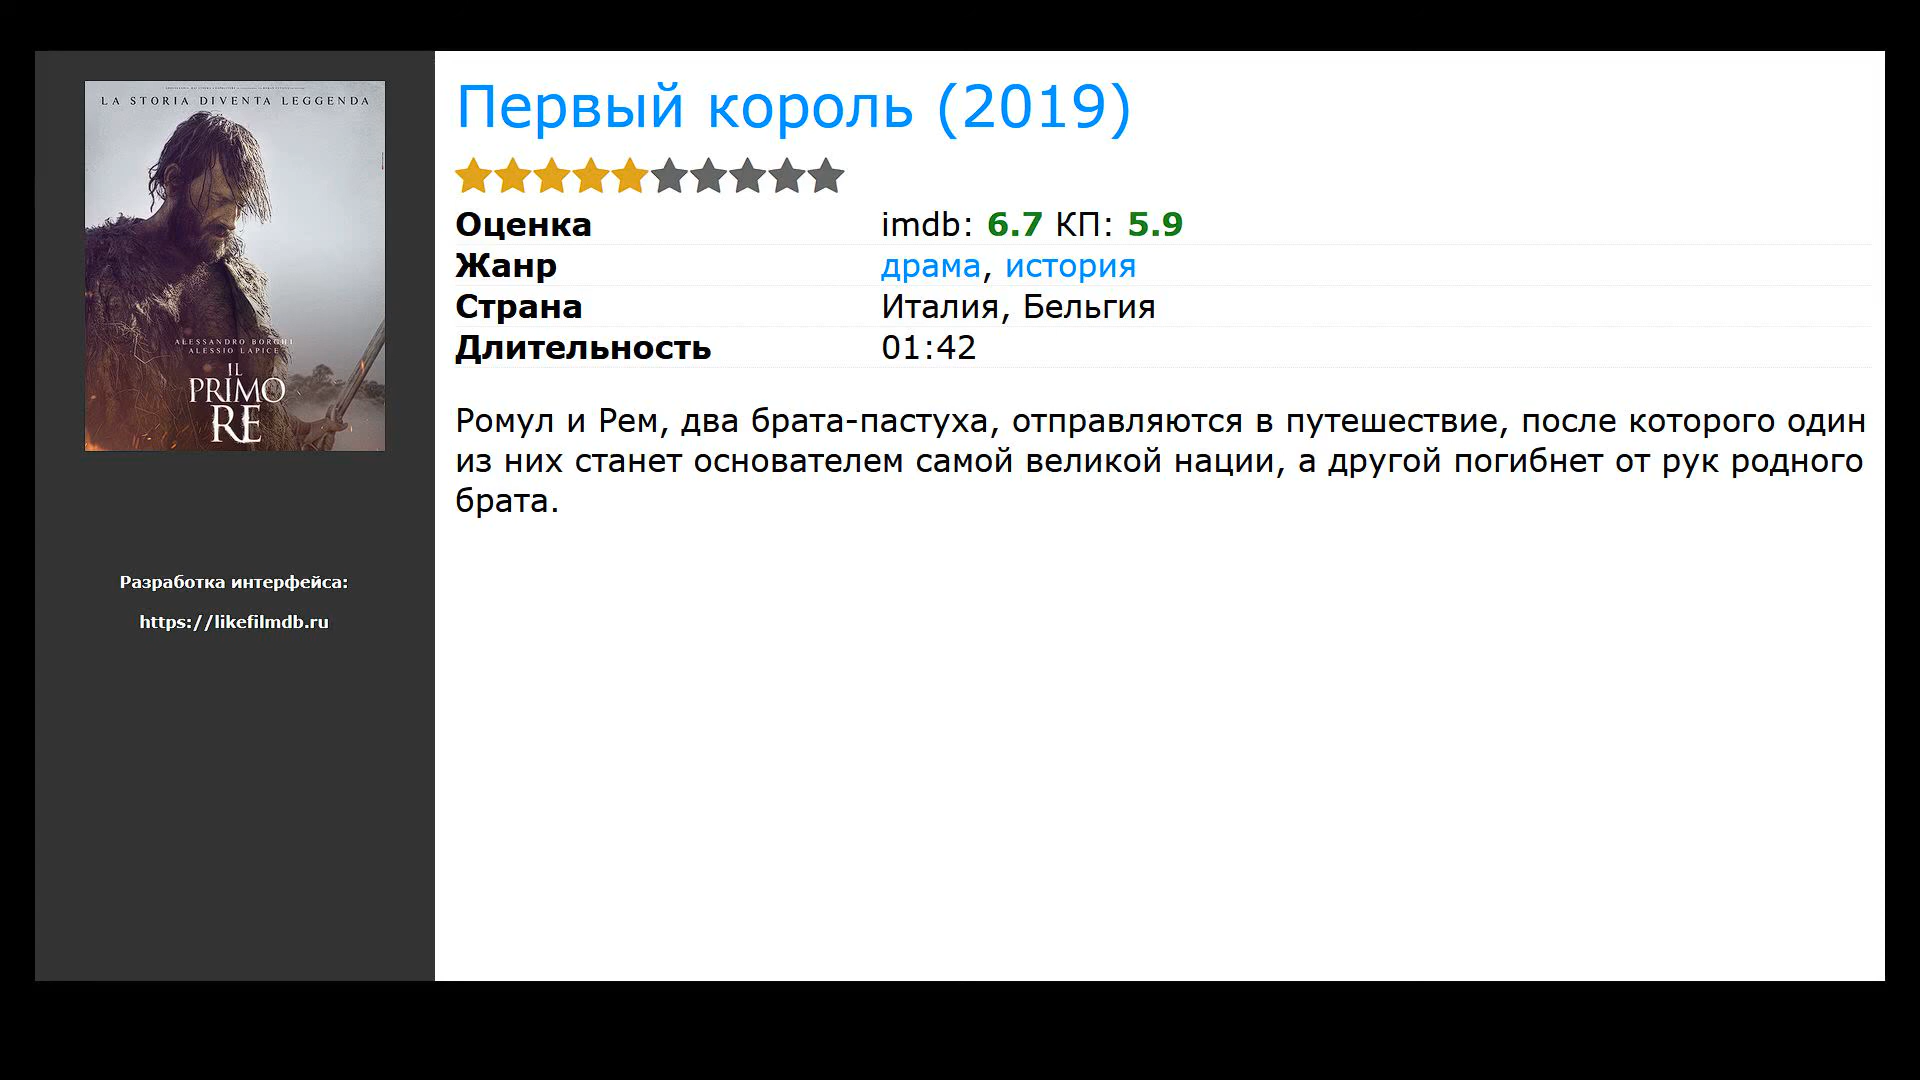 LA STORIA DIVENTA LEGGENDA
ALESSANDRO BORGHI
ALESSIO LAPICE
IL
PRIMO
RE
Разработка интерфейса:
https://likefilmdb.ru
Первый король (2019)
Оценка imdb: 6.7 КП: 5.9
Жанр драма, история
Страна Италия, Бельгия
Длительность 01:42
Ромул и Рем, два брата-пастуха, отправляются в путешествие, после которого один
из них станет основателем самой великой нации, а другой погибнет от рук родного
брата.